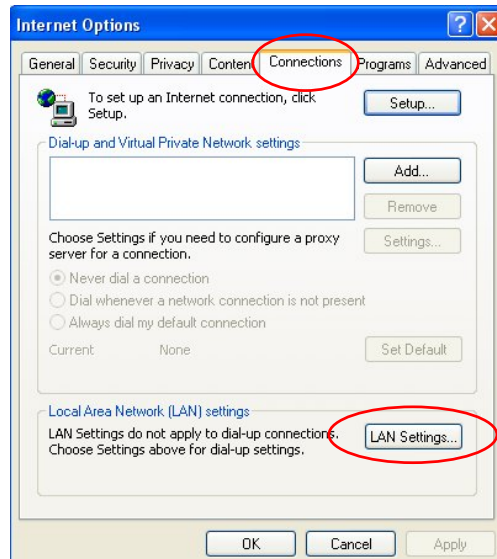 Internet Options
General Security Privacy Conten Connections Programs Advanced
To set up an Internet connection, click
Setup.
Setup...
Dial-up and Virtual Private Network settings
Add...
Remove
Choose Settings if you need to configure a proxy
server for a connection.
Settings...
Never dial a connection
Dial whenever a network connection is not present
Always dial my default connection
Current None
Set Default
Local Area Network (LAN) settings
LAN Settings do not apply to dial-up connections.
Choose Settings above for dial-up settings.
LAN Settings...
OK Cancel Apply